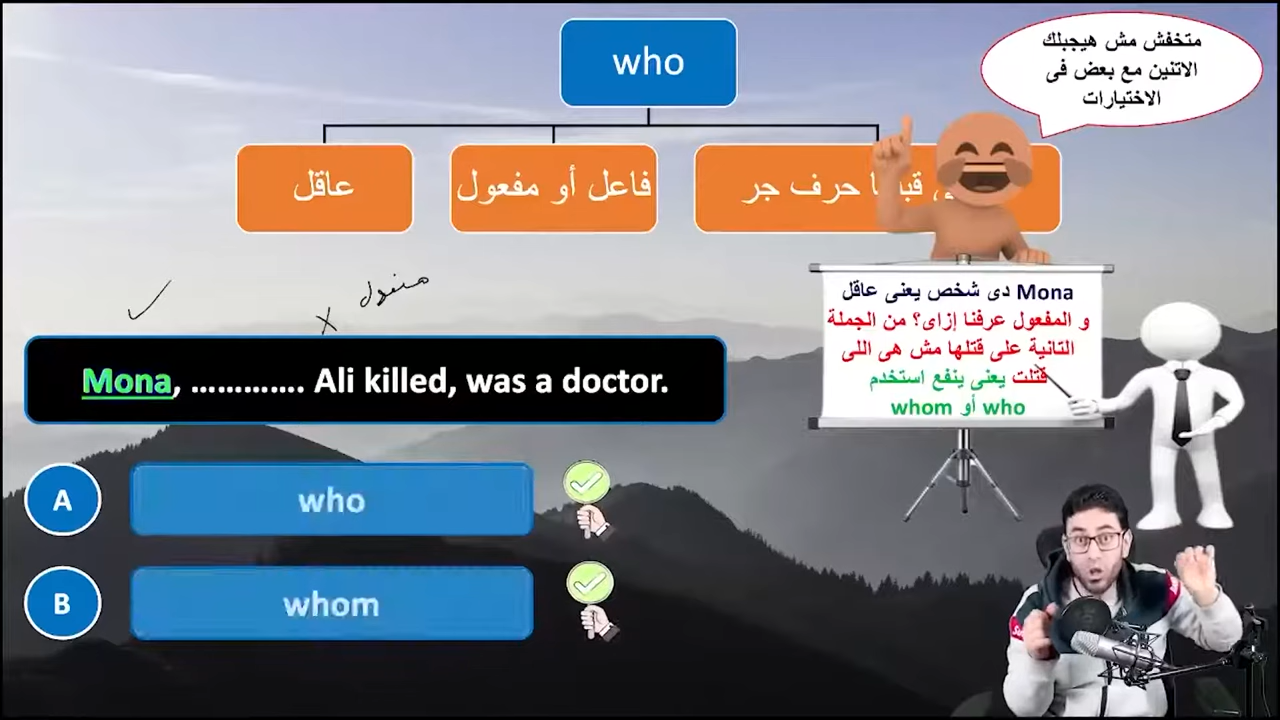 who
متخفش مش هيجبلك
الاتنين مع بعض فى
الاختيارات
عاقل
فاعل أو مفعول
حرف جر
مفعول
Mona, ............. Ali killed, was a doctor.
Mona دى شخص يعنى عاقل
و المفعول عرفنا إزاى؟ من الجملة
التانية على قتلها مش هى اللى
قتلت يعنى ينفع استخدم
who أو whom
A
who
B
whom